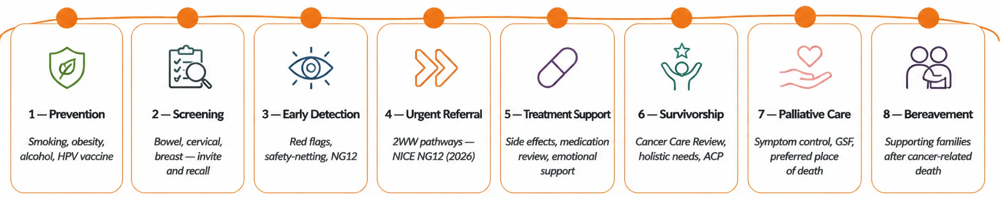 1 — Prevention
Smoking, obesity,
alcohol, HPV vaccine
2 — Screening
Bowel, cervical,
breast — invite
and recall
3 — Early Detection
Red flags,
safety-netting, NG12
4 — Urgent Referral
2WW pathways —
NICE NG12 (2026)
5 — Treatment Support
Side effects, medication
review, emotional
support
6 — Survivorship
Cancer Care Review,
holistic needs, ACP
7 — Palliative Care
Symptom control, GSF,
preferred place
of death
8 — Bereavement
Supporting families
after cancer-related
death